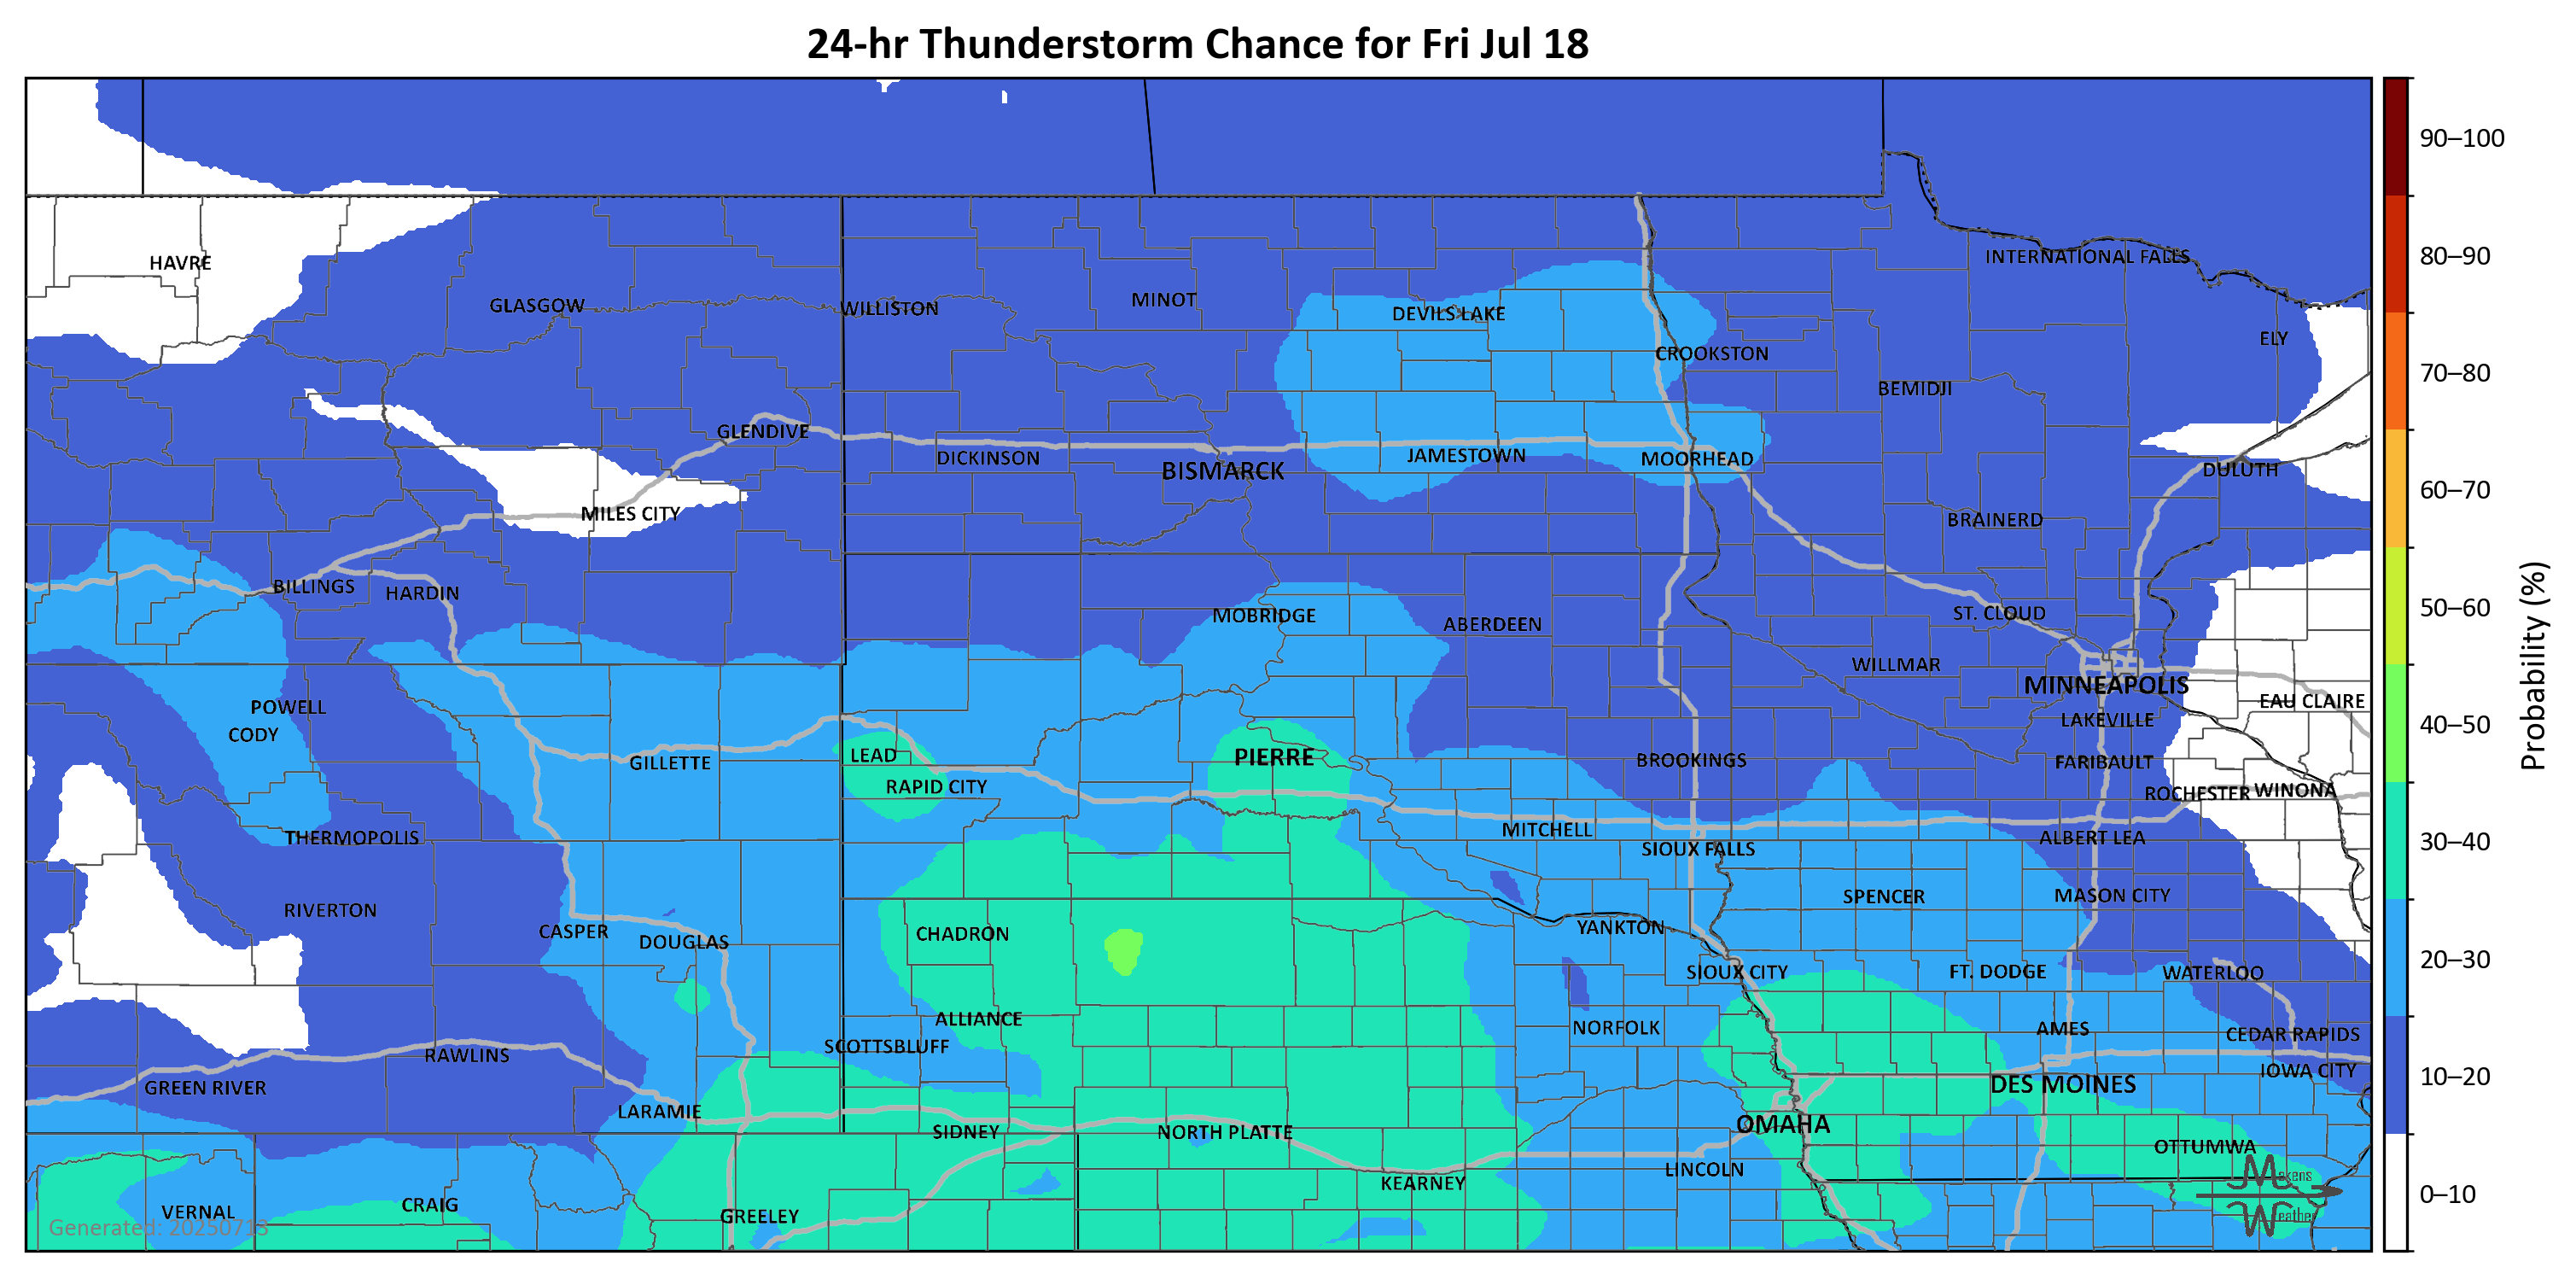 24-hr Thunderstorm Chance for Fri Jul 18
90–100
INTERNATIONAL FALLS
80–90
HAVRE
GLASGOW
WILLISTON
MINOT
DEVILS LAKE
ELY
CROOKSTON
70–80
BEMIDJI
GLENDIVE
DICKINSON
BISMARCK
JAMESTOWN
MOORHEAD
DULUTH
60–70
MILES CITY
BRAINERD
BILLINGS
HARDIN
MOBRIDGE
ABERDEEN
ST. CLOUD
50–60
WILLMAR
MINNEAPOLIS
Probability (%)
POWELL
EAU CLAIRE
CODY
LAKEVILLE
40–50
LEAD
PIERRE
GILLETTE
BROOKINGS
FARIBAULT
RAPID CITY
ROCHESTER
WINONA
THERMOPOLIS
MITCHELL
ALBERT LEA
30–40
SIOUX FALLS
SPENCER
MASON CITY
RIVERTON
CASPER
DOUGLAS
CHADRON
YANKTON
20–30
SIOUX CITY
FT. DODGE
WATERLOO
ALLIANCE
NORFOLK
AMES
CEDAR RAPIDS
SCOTTSBLUFF
RAWLINS
IOWA CITY
10–20
GREEN RIVER
DES MOINES
LARAMIE
OMAHA
SIDNEY
NORTH PLATTE
OTTUMWA
LINCOLN
Makens
KEARNEY
0–10
VERNAL
CRAIG
GREELEY
Weather
Generated: 20250713